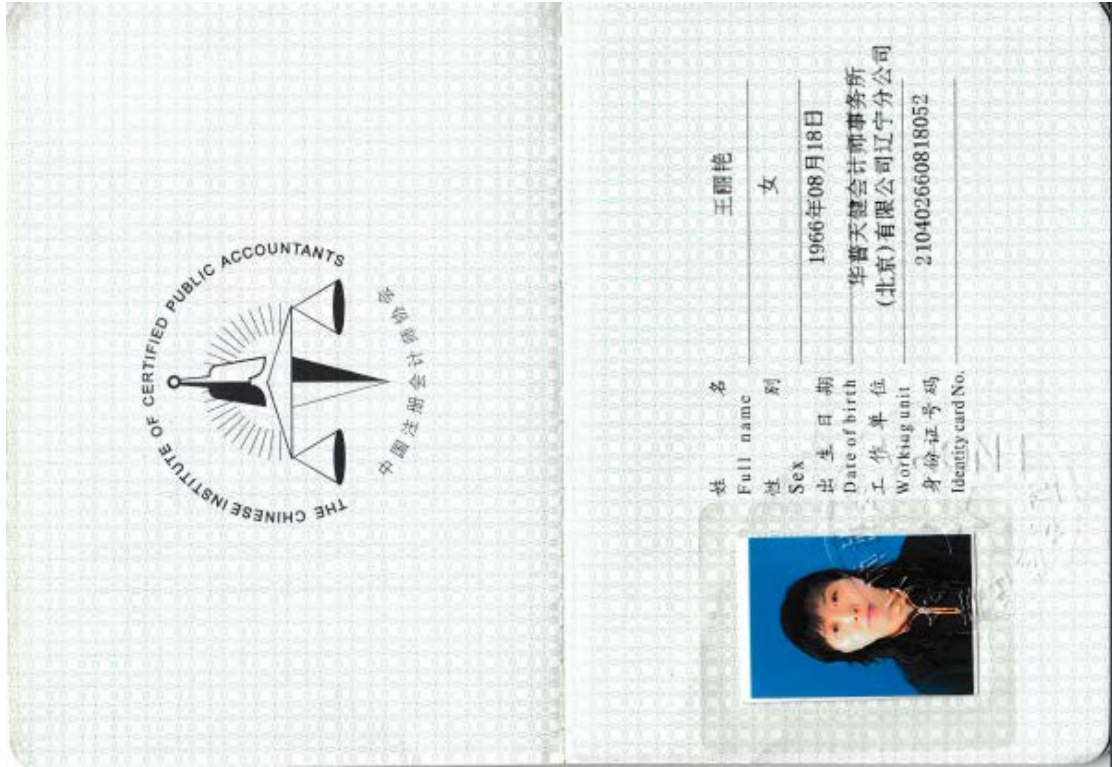 THE CHINESE INSTITUTE OF CERTIFIED PUBLIC ACCOUNTANTS
中国注册会计师协会
姓 名 王丽艳
Full name
性 别 女
Sex
出生日期 1966年08月18日
Date of birth
工作单位 华普天健会计师事务所
(北京)有限公司辽宁分公司
Working unit
身份证号码 210402660818052
Identity card No.